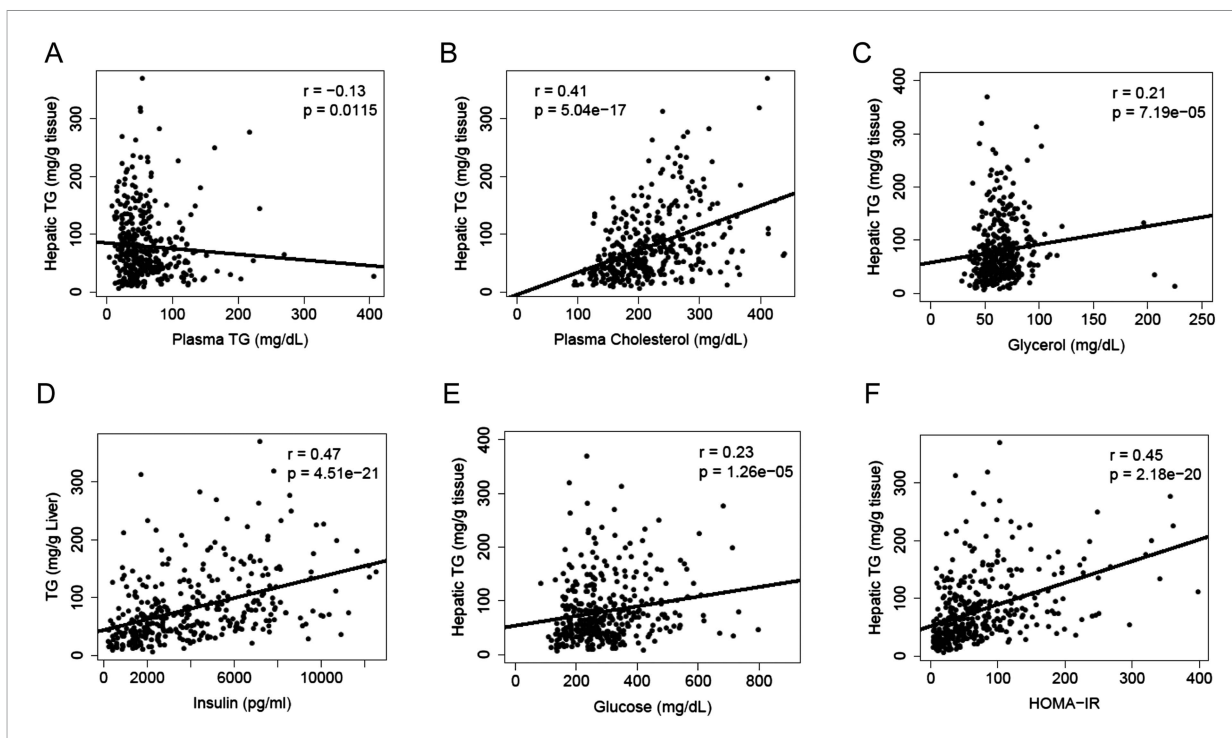 A
r = −0.13
p = 0.0115
Hepatic TG (mg/g tissue)
0 100 200 300
0 100 200 300 400
Plasma TG (mg/dL)
B
r = 0.41
p = 5.04e−17
Hepatic TG (mg/g tissue)
0 100 200 300
0 100 200 300 400
Plasma Cholesterol (mg/dL)
C
r = 0.21
p = 7.19e−05
Hepatic TG (mg/g tissue)
0 100 200 300 400
0 50 100 150 200 250
Glycerol (mg/dL)
D
r = 0.47
p = 4.51e−21
TG (mg/g Liver)
0 100 200 300
0 2000 6000 10000
Insulin (pg/ml)
E
r = 0.23
p = 1.26e−05
Hepatic TG (mg/g tissue)
0 100 200 300 400
0 200 400 600 800
Glucose (mg/dL)
F
r = 0.45
p = 2.18e−20
Hepatic TG (mg/g tissue)
0 100 200 300
0 100 200 300 400
HOMA−IR